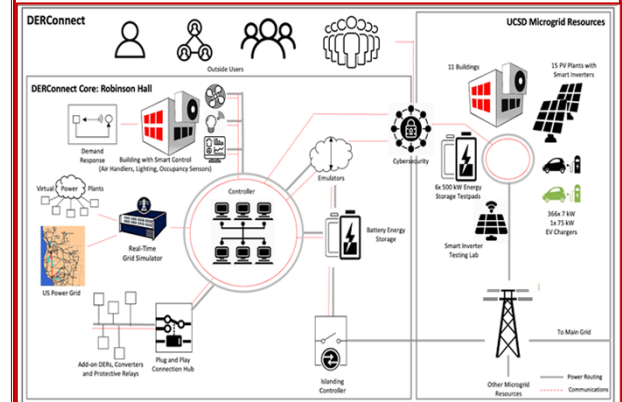 DERConnect
UCSD Microgrid Resources
Outside Users
11 Buildings
15 PV Plants with
Smart Inverters
DERConnect Core: Robinson Hall
Demand
Response
Building with Smart Control
(Air Handlers, Lighting, Occupancy Sensors)
Controller
Emulators
Cybersecurity
6x 500 kW Energy
Storage Testpads
366x 7 kW
1x 75 kW
EV Chargers
Virtual Power Plants
Real-Time
Grid Simulator
Battery Energy
Storage
Smart Inverter
Testing Lab
US Power Grid
Add-on DERs, Converters
and Protective Relays
Plug and Play
Connection Hub
Islanding
Controller
To Main Grid
Other Microgrid
Resources
Power Routing
Communications